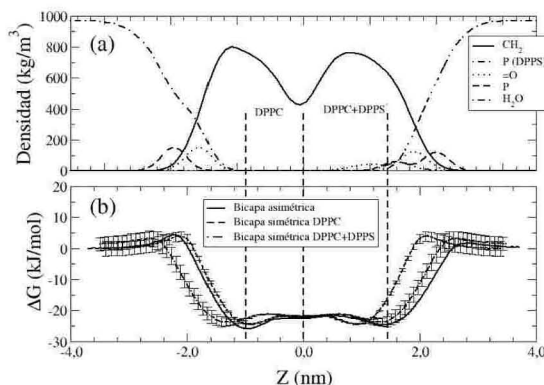 (a)
Densidad (kg/m³)
1000
800
600
400
200
0
DPPC
DPPC+DPPS
CH₂
P (DPPS)
=O
P
H₂O
(b)
ΔG (kJ/mol)
20
10
0
-10
-20
-30
Bicapa asimétrica
Bicapa simétrica DPPC
Bicapa simétrica DPPC+DPPS
-4,0
-2,0
0.0
2.0
4,0
Z (nm)